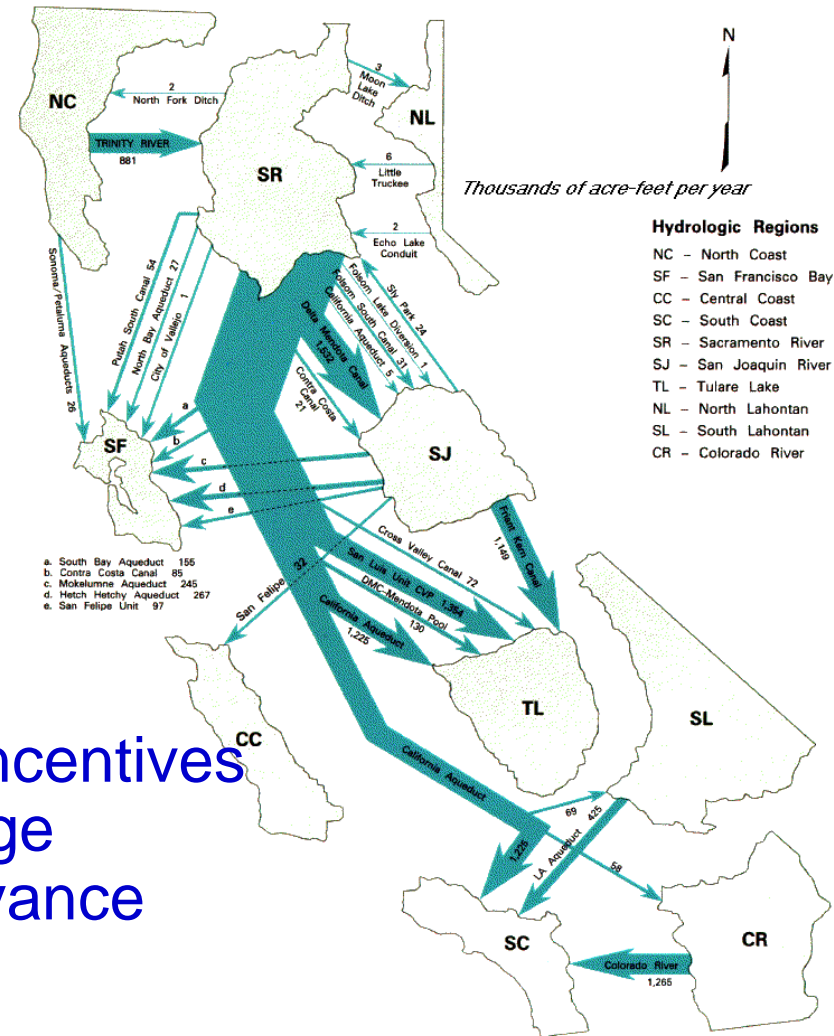 N
3
Moon
Lake
Ditch
2
North Fork Ditch
NC
NL
TRINITY RIVER
881
SR
6
Little
Truckee
Thousands of acre-feet per year
2
Echo Lake
Conduit
Hydrologic Regions
NC – North Coast
SF – San Francisco Bay
CC – Central Coast
SC – South Coast
SR – Sacramento River
SJ – San Joaquin River
TL – Tulare Lake
NL – North Lahontan
SL – South Lahontan
CR – Colorado River
Sonoma/Petaluma Aqueducts 26
Putah South Canal 54
North Bay Aqueduct 27
City of Vallejo 1
Delta Mendota Canal
1,532
Contra Costa
Canal
21
California Aqueduct 5
Folsom South Canal 31
Folsom Lake Diversion 1
Sly Park 24
SF
a
b
c
d
e
SJ
a. South Bay Aqueduct 155
b. Contra Costa Canal 85
c. Mokelumne Aqueduct 245
d. Hetch Hetchy Aqueduct 267
e. San Felipe Unit 97
Friant Kern Canal
1,149
Cross Valley Canal 72
San Luis Unit CVP 1,354
DMC-Mendota Pool
130
San Felipe 32
California Aqueduct
1,225
TL
SL
CC
ncentives
ge
vance
California Aqueduct
69
425
LA Aqueduct
1,225
58
SC
CR
Colorado River
1,265